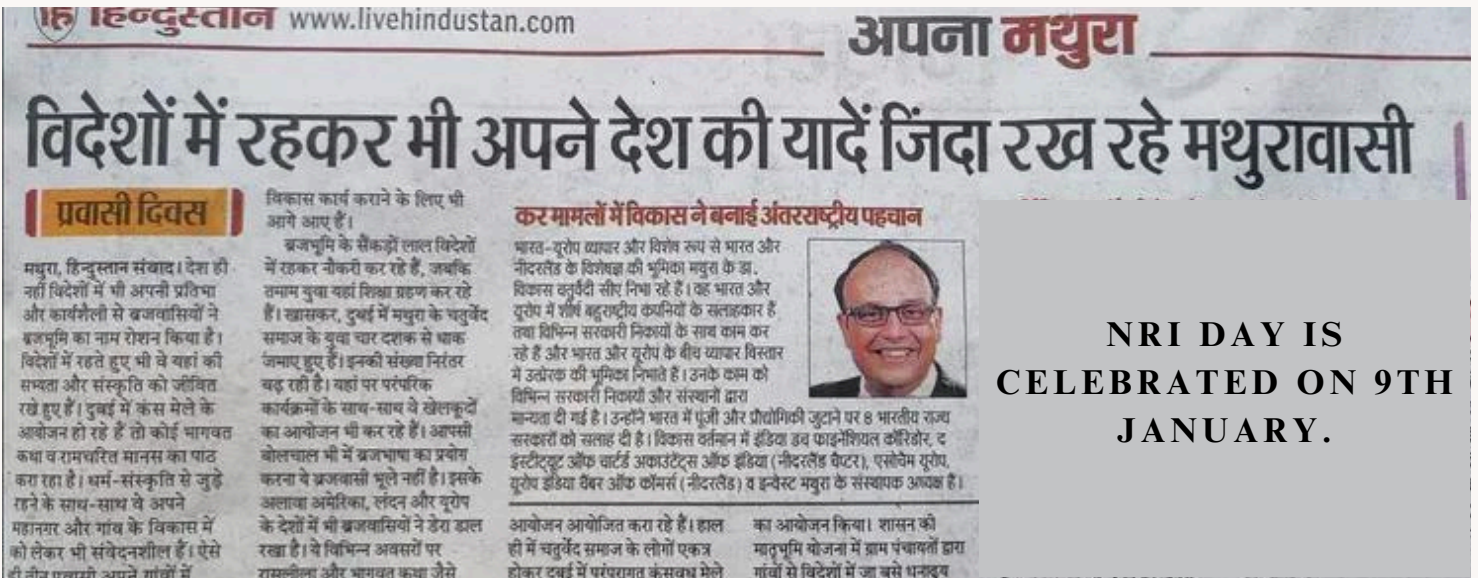 हिन्दुस्तान www.livehindustan.com
अपना मथुरा
विदेशों में रहकर भी अपने देश की यादें जिंदा रख रहे मथुरावासी
प्रवासी दिवस
मथुरा, हिन्दुस्तान संवाद। देश ही
नहीं विदेशों में भी अपनी प्रतिभा
और कार्यशैली से ब्रजवासियों ने
ब्रजभूमि का नाम रोशन किया है।
विदेशों में रहते हुए भी वे यहां की
सभ्यता और संस्कृति को जीवित
रखे हुए हैं। दुबई में कंस मेले के
आयोजन हो रहे हैं तो कोई भागवत
कथा व रामचरित मानस का पाठ
करा रहा है। धर्म-संस्कृति से जुड़े
रहने के साथ-साथ वे अपने
महानगर और गांव के विकास में
को लेकर भी संवेदनशील हैं। ऐसे
ही तीन प्रवासी अपने गांवों में
विकास कार्य कराने के लिए भी
आगे आए हैं।
ब्रजभूमि के सैंकड़ों लाल विदेशों
में रहकर नौकरी कर रहे हैं, जबकि
तमाम युवा यहां शिक्षा ग्रहण कर रहे
हैं। खासकर, दुबई में मथुरा के चतुर्वेद
समाज के युवा चार दशक से धाक
जमाए हुए हैं। इनकी संख्या निरंतर
बढ़ रही है। यहां पर परंपरिक
कार्यक्रमों के साथ-साथ वे खेलकूदों
का आयोजन भी कर रहे हैं। आपसी
बोलचाल भी में ब्रजभाषा का प्रयोग
करना ये ब्रजवासी भूले नहीं है। इसके
अलावा अमेरिका, लंदन और यूरोप
के देशों में भी ब्रजवासियों ने डेरा डाल
रखा है। ये विभिन्न अवसरों पर
रासलीला और भागवत कथा जैसे
कर मामलों में विकास ने बनाई अंतरराष्ट्रीय पहचान
भारत-यूरोप व्यापार और विशेष रूप से भारत और
नीदरलैंड के विशेषज्ञ की भूमिका मथुरा के डा.
विकास चतुर्वेदी सीए निभा रहे हैं। वह भारत और
यूरोप में शीर्ष बहुराष्ट्रीय कंपनियों के सलाहकार हैं
तथा विभिन्न सरकारी निकायों के साथ काम कर
रहे हैं और भारत और यूरोप के बीच व्यापार विस्तार
में उत्प्रेरक की भूमिका निभाते हैं। उनके काम को
विभिन्न सरकारी निकायों और संस्थानों द्वारा
मान्यता दी गई है। उन्होंने भारत में पूंजी और प्रौद्योगिकी जुटाने पर 8 भारतीय राज्य
सरकारों को सलाह दी है। विकास वर्तमान में इंडिया डच फाइनेंशियल कॉरिडोर, द
इंस्टीट्यूट ऑफ चार्टर्ड अकाउंटेंट्स ऑफ इंडिया (नीदरलैंड चैप्टर), एसोचैम यूरोप,
यूरोप इंडिया चैंबर ऑफ कॉमर्स (नीदरलैंड) व इन्वेस्ट मथुरा के संस्थापक अध्यक्ष हैं।
आयोजन आयोजित करा रहे हैं। हाल
ही में चतुर्वेद समाज के लोगों एकत्र
होकर दुबई में परंपरागत कंसवध मेले
का आयोजन किया। शासन की
मातृभूमि योजना में ग्राम पंचायतों द्वारा
गांवों से विदेशों में जा बसे धनाढ्य
NRI DAY IS
CELEBRATED ON 9TH
JANUARY.